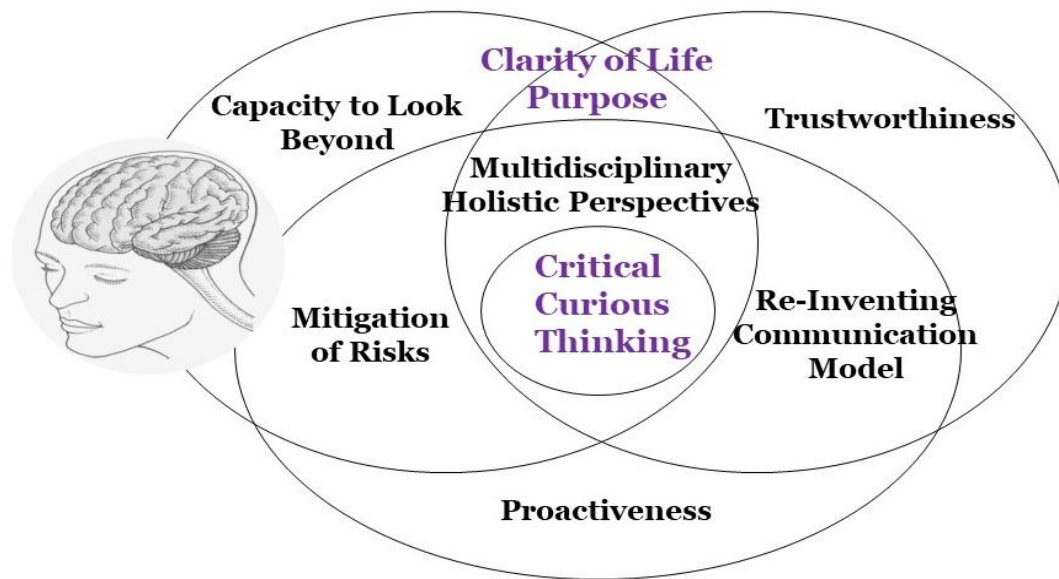 Clarity of Life
Purpose
Capacity to Look
Beyond
Trustworthiness
Multidisciplinary
Holistic Perspectives
Critical
Curious
Thinking
Mitigation
of Risks
Re-Inventing
Communication
Model
Proactiveness